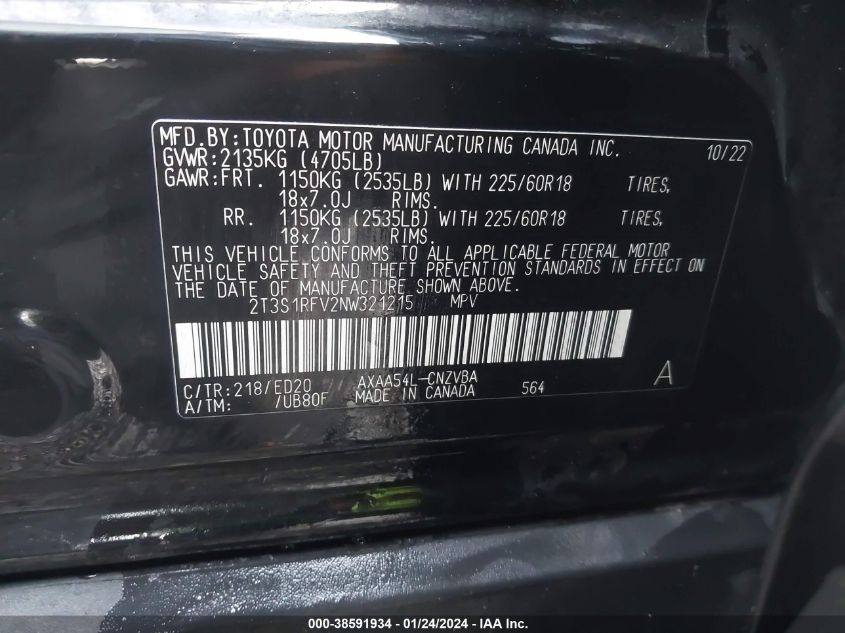 MFD.BY:TOYOTA MOTOR MANUFACTURING CANADA INC. 10/22
GVWR:2135KG (4705LB)
GAWR:FRT. 1150KG (2535LB) WITH 225/60R18 TIRES,
18x7.0J RIMS.
RR. 1150KG (2535LB) WITH 225/60R18 TIRES,
18x7.0J RIMS.
THIS VEHICLE CONFORMS TO ALL APPLICABLE FEDERAL MOTOR
VEHICLE SAFETY AND THEFT PREVENTION STANDARDS IN EFFECT ON
THE DATE OF MANUFACTURE SHOWN ABOVE.
2T3S1RFV2NW321215 MPV
C/TR:218/ED20 AXAA54L-CNZVBA A
A/TM: /UB80F MADE IN CANADA 564
000-38591934 - 01/24/2024 - IAA Inc.